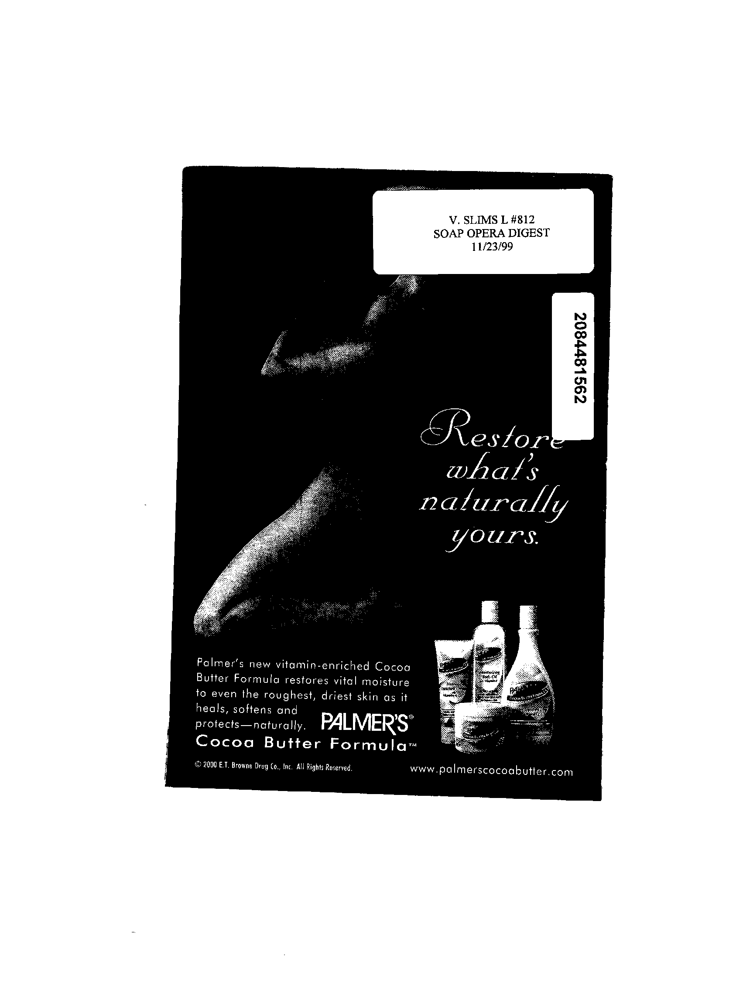 V. SLIMS L #812
SOAP OPERA DIGEST
11/23/99
2084481562
Restore
what's
naturally
yours.
Palmer's new vitamin-enriched Cocoa
Butter Formula restores vital moisture
to even the roughest, driest skin as it
heals, softens and
protects—naturally. PALMER'S®
Cocoa Butter Formula™
© 2000 E.T. Browne Drug Co., Inc. All Rights Reserved.
www.palmerscocoabutter.com